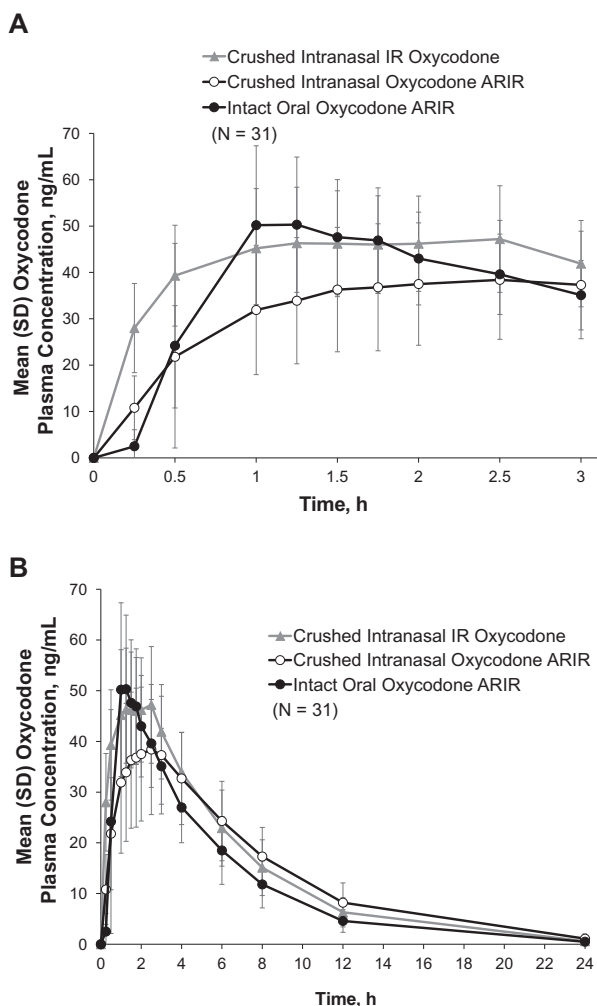 A
Crushed Intranasal IR Oxycodone
Crushed Intranasal Oxycodone ARIR
Intact Oral Oxycodone ARIR
(N = 31)
Mean (SD) Oxycodone
Plasma Concentration, ng/mL
70
60
50
40
30
20
10
0
0 0.5 1 1.5 2 2.5 3
Time, h
B
Crushed Intranasal IR Oxycodone
Crushed Intranasal Oxycodone ARIR
Intact Oral Oxycodone ARIR
(N = 31)
Mean (SD) Oxycodone
Plasma Concentration, ng/mL
70
60
50
40
30
20
10
0
0 2 4 6 8 10 12 14 16 18 20 22 24
Time, h